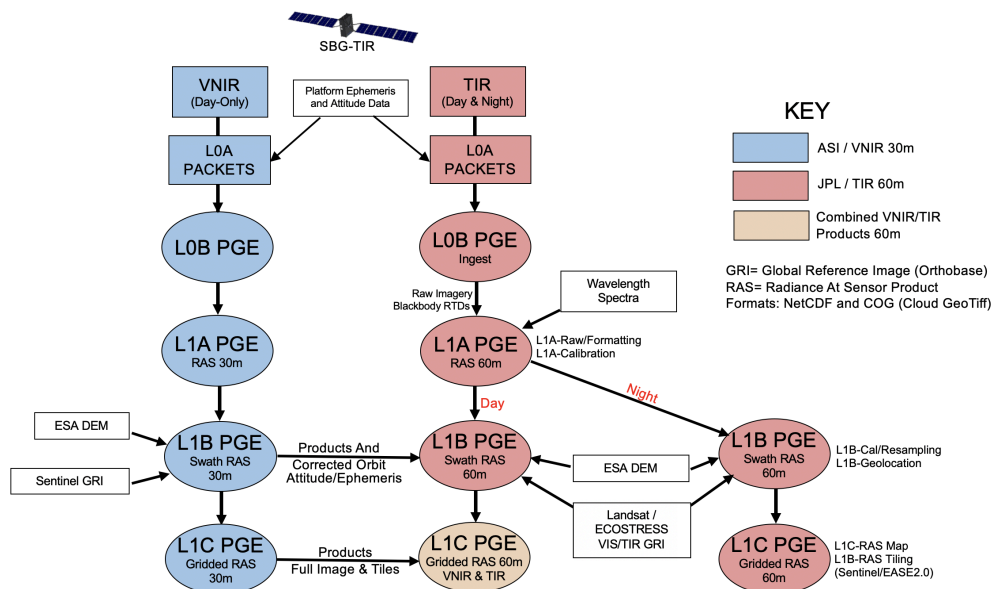 SBG-TIR
VNIR
(Day-Only)
Platform Ephemeris
and Attitude Data
TIR
(Day & Night)
L0A
PACKETS
L0A
PACKETS
L0B PGE
L0B PGE
Ingest
Raw Imagery
Blackbody RTDs
Wavelength
Spectra
L1A PGE
RAS 30m
L1A PGE
RAS 60m
L1A-Raw/Formatting
L1A-Calibration
Day
Night
ESA DEM
Sentinel GRI
L1B PGE
Swath RAS
30m
Products And
Corrected Orbit
Attitude/Ephemeris
L1B PGE
Swath RAS
60m
ESA DEM
Landsat /
ECOSTRESS
VIS/TIR GRI
L1B PGE
Swath RAS
60m
L1B-Cal/Resampling
L1B-Geolocation
L1C PGE
Gridded RAS
30m
Products
Full Image & Tiles
L1C PGE
Gridded RAS 60m
VNIR & TIR
L1C PGE
Gridded RAS
60m
L1C-RAS Map
L1B-RAS Tiling
(Sentinel/EASE2.0)
KEY
ASI / VNIR 30m
JPL / TIR 60m
Combined VNIR/TIR
Products 60m
GRI= Global Reference Image (Orthobase)
RAS= Radiance At Sensor Product
Formats: NetCDF and COG (Cloud GeoTiff)